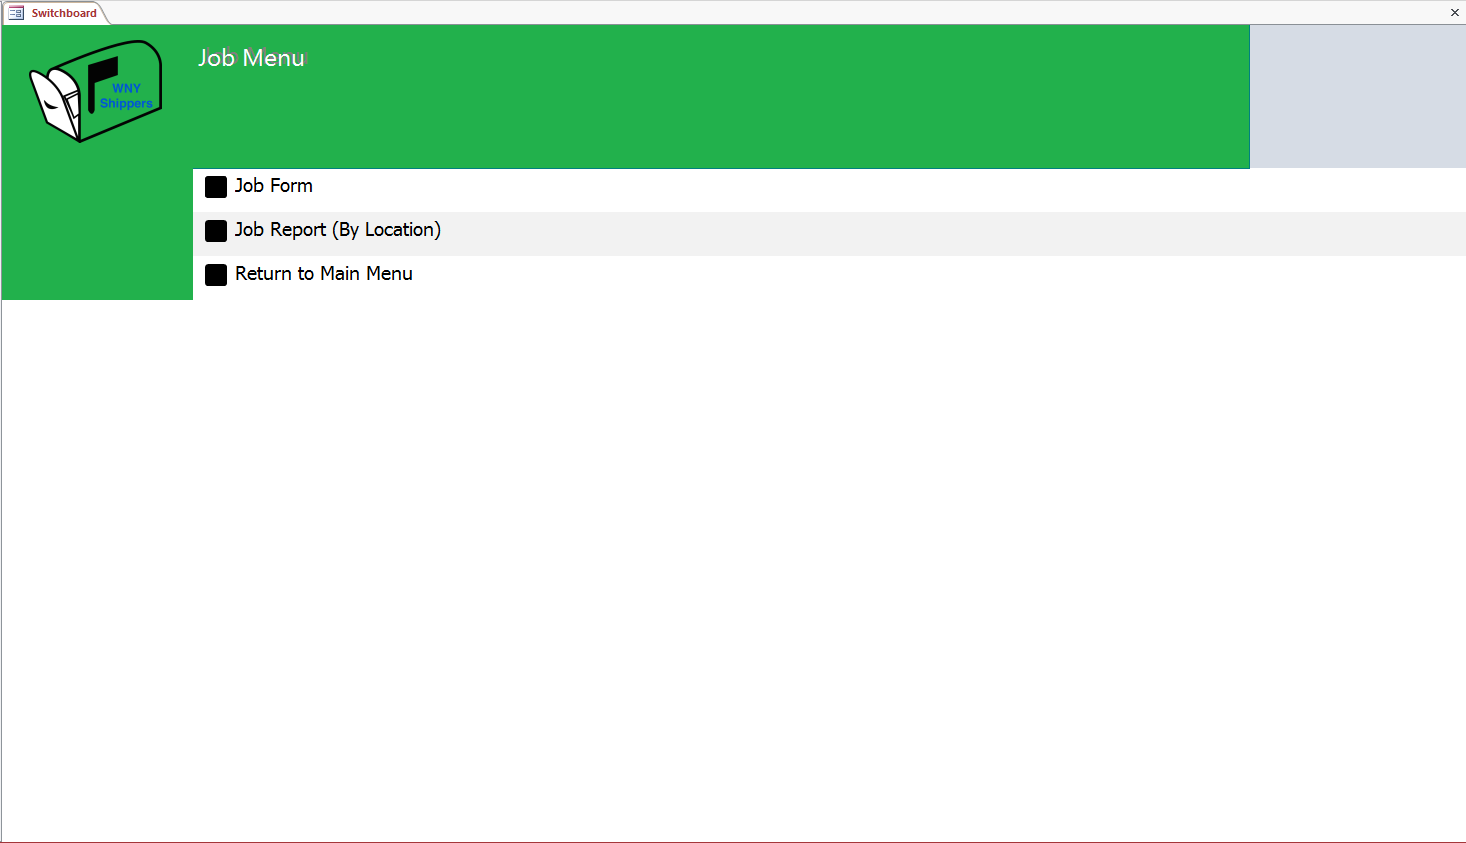 Switchboard
Job Menu
WNY
Shippers
Job Form
Job Report (By Location)
Return to Main Menu